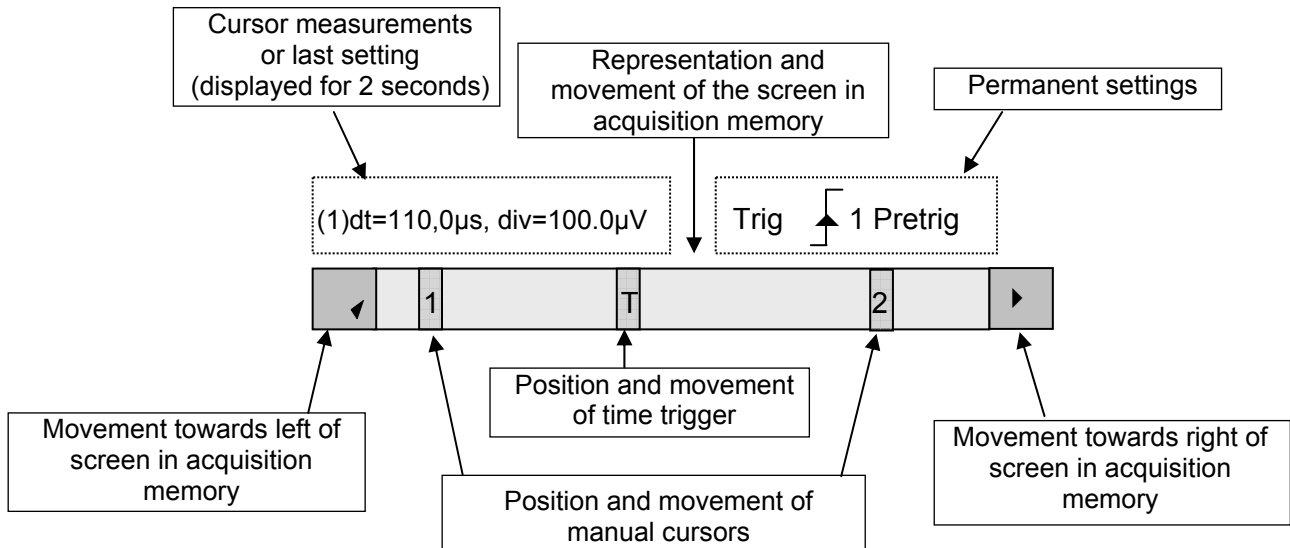 Cursor measurements
or last setting
(displayed for 2 seconds)
Representation and
movement of the screen in
acquisition memory
Permanent settings
(1)dt=110,0µs, div=100.0µV
Trig 1 Pretrig
1 T 2
Position and movement
of time trigger
Movement towards left of
screen in acquisition
memory
Movement towards right of
screen in acquisition
memory
Position and movement of
manual cursors